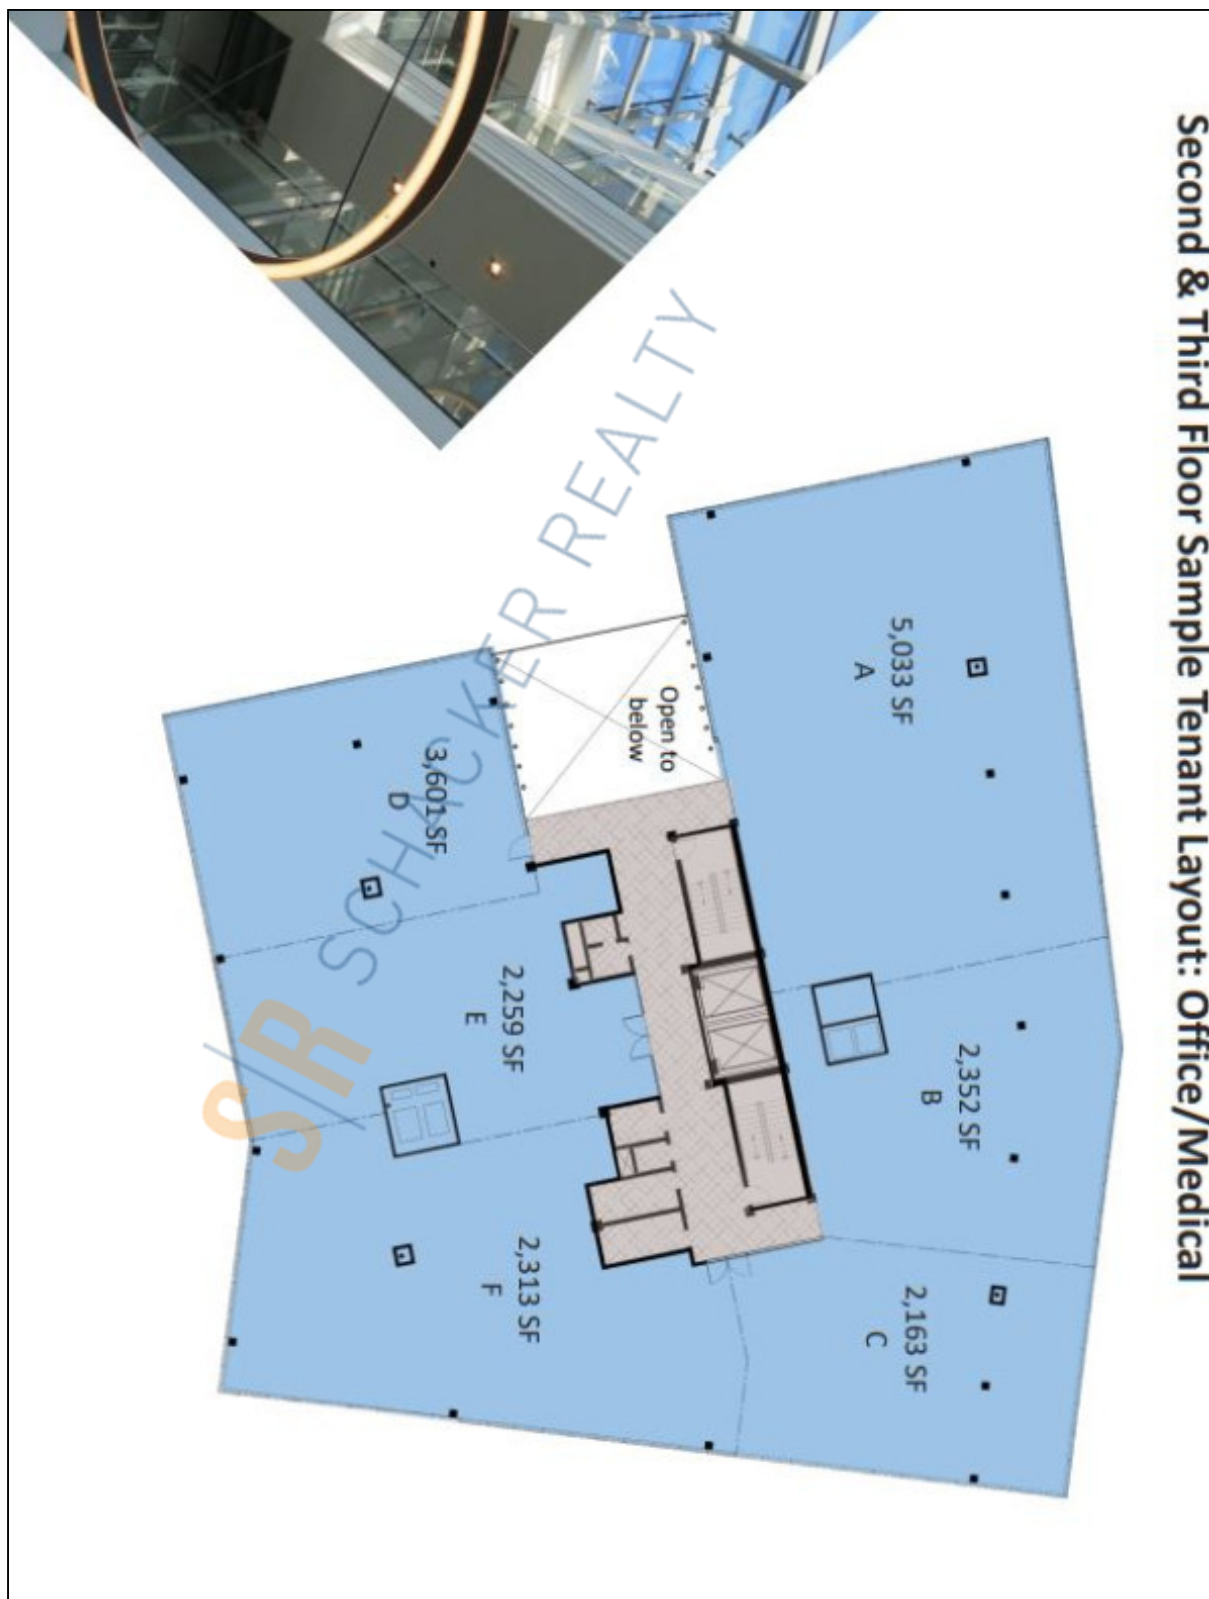 Second & Third Floor Sample Tenant Layout: Office/Medical
5,033 SF
A
2,352 SF
B
2,163 SF
C
Open to
below
3,601 SF
D
2,259 SF
E
2,313 SF
F
S/R SCHACKER REALTY